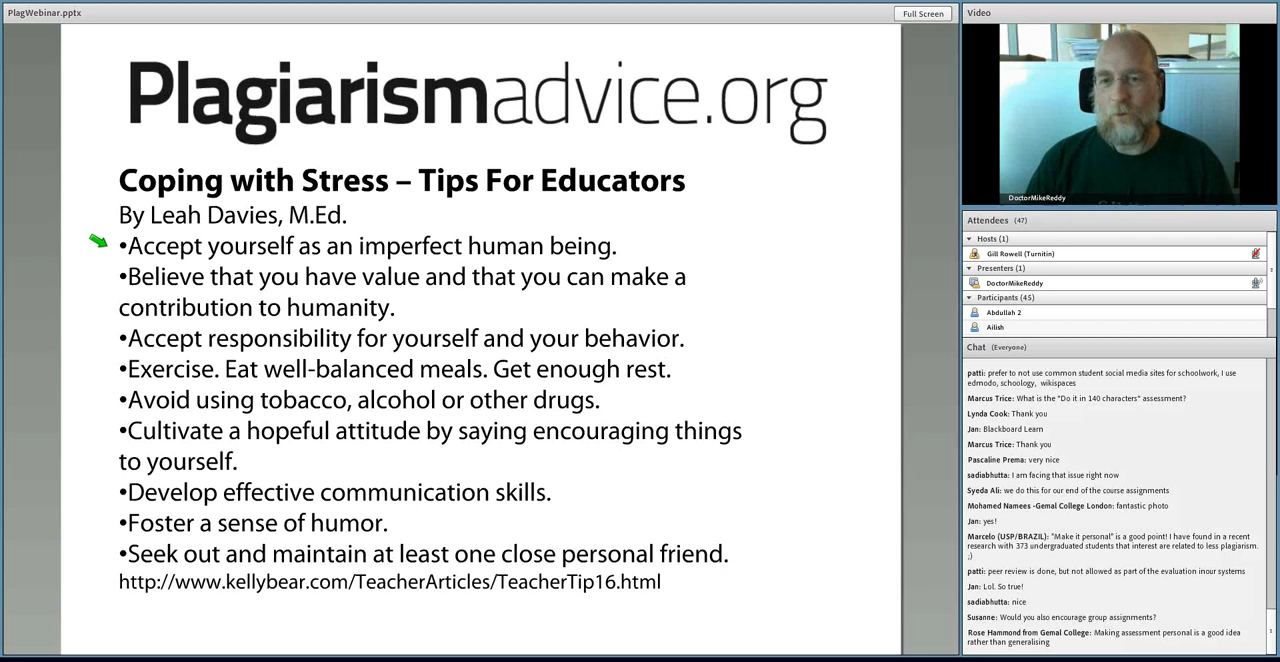 PlagWebinar.pptx
Full Screen
Plagiarismadvice.org
Coping with Stress – Tips For Educators
By Leah Davies, M.Ed.
•Accept yourself as an imperfect human being.
•Believe that you have value and that you can make a
contribution to humanity.
•Accept responsibility for yourself and your behavior.
•Exercise. Eat well-balanced meals. Get enough rest.
•Avoid using tobacco, alcohol or other drugs.
•Cultivate a hopeful attitude by saying encouraging things
to yourself.
•Develop effective communication skills.
•Foster a sense of humor.
•Seek out and maintain at least one close personal friend.
http://www.kellybear.com/TeacherArticles/TeacherTip16.html
Video
DoctorMikeReddy
Attendees (47)
Hosts (1)
Gill Rowell (Turnitin)
Presenters (1)
DoctorMikeReddy
Participants (45)
Abdullah 2
Ailish
Chat (Everyone)
patti: prefer to not use common student social media sites for schoolwork, I use
edmodo, schoology, wikispaces
Marcus Trice: What is the "Do it in 140 characters" assessment?
Lynda Cook: Thank you
Jan: Blackboard Learn
Marcus Trice: Thank you
Pascaline Prema: very nice
sadiabhutta: I am facing that issue right now
Syeda Ali: we do this for our end of the course assignments
Mohamed Namees -Gemal College London: fantastic photo
Jan: yes!
Marcelo (USP/BRAZIL): "Make it personal" is a good point! I have found in a recent
research with 373 undergraduated students that interest are related to less plagiarism.
;)
patti: peer review is done, but not allowed as part of the evaluation inour systems
Jan: Lol. So true!
sadiabhutta: nice
Susanne: Would you also encourage group assignments?
Rose Hammond from Gemal College: Making assessment personal is a good idea
rather than generalising